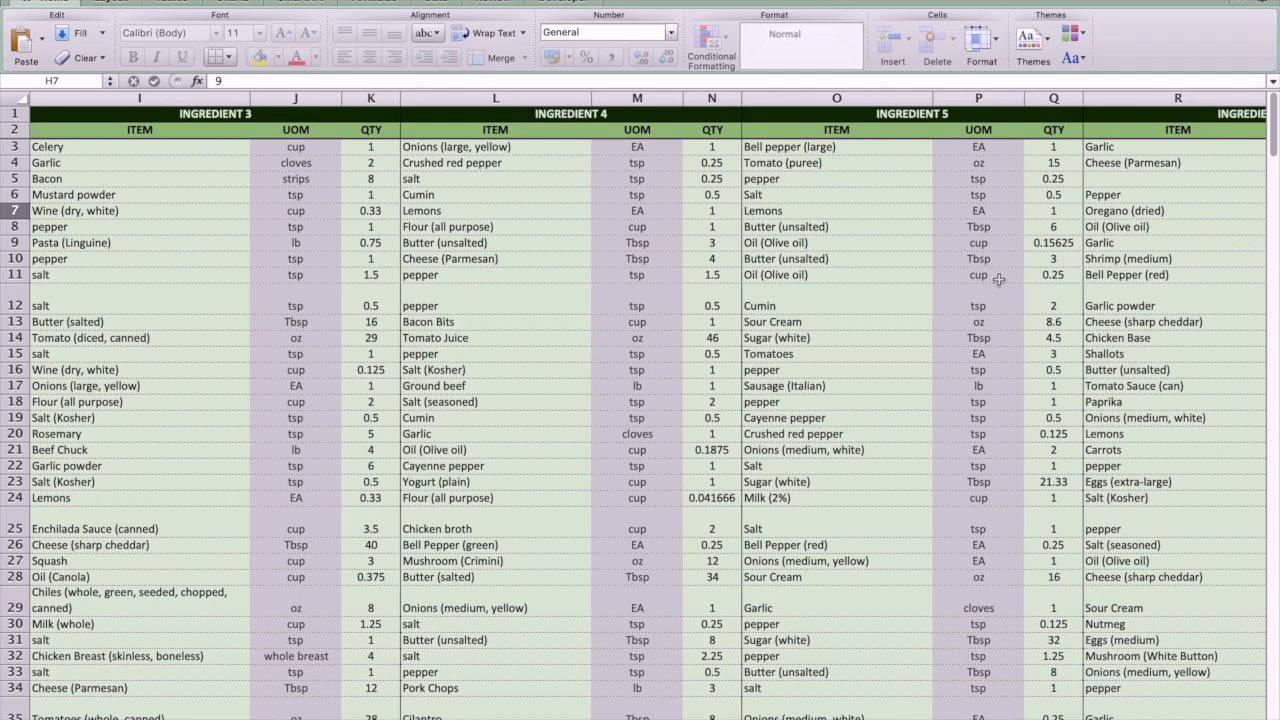 Edit Font Alignment Number Format Cells Themes
Fill Calibri (Body) 11 A A abc Wrap Text General Normal
Paste Clear B I U A Merge % , Conditional Formatting Insert Delete Format Themes Aa
H7 fx 9
I J K L M N O P Q R
1 INGREDIENT 3 INGREDIENT 4 INGREDIENT 5 INGREDIE
2 ITEM UOM QTY ITEM UOM QTY ITEM UOM QTY ITEM
3 Celery cup 1 Onions (large, yellow) EA 1 Bell pepper (large) EA 1 Garlic
4 Garlic cloves 2 Crushed red pepper tsp 0.25 Tomato (puree) oz 15 Cheese (Parmesan)
5 Bacon strips 8 salt tsp 0.25 pepper tsp 0.25
6 Mustard powder tsp 1 Cumin tsp 0.5 Salt tsp 0.5 Pepper
7 Wine (dry, white) cup 0.33 Lemons EA 1 Lemons EA 1 Oregano (dried)
8 pepper tsp 1 Flour (all purpose) cup 1 Butter (unsalted) Tbsp 6 Oil (Olive oil)
9 Pasta (Linguine) lb 0.75 Butter (unsalted) Tbsp 3 Oil (Olive oil) cup 0.15625 Garlic
10 pepper tsp 1 Cheese (Parmesan) Tbsp 4 Butter (unsalted) Tbsp 3 Shrimp (medium)
11 salt tsp 1.5 pepper tsp 1.5 Oil (Olive oil) cup 0.25 Bell Pepper (red)
12 salt tsp 0.5 pepper tsp 0.5 Cumin tsp 2 Garlic powder
13 Butter (salted) Tbsp 16 Bacon Bits cup 1 Sour Cream oz 8.6 Cheese (sharp cheddar)
14 Tomato (diced, canned) oz 29 Tomato Juice oz 46 Sugar (white) Tbsp 4.5 Chicken Base
15 salt tsp 1 pepper tsp 0.5 Tomatoes EA 3 Shallots
16 Wine (dry, white) cup 0.125 Salt (Kosher) tsp 1 pepper tsp 0.5 Butter (unsalted)
17 Onions (large, yellow) EA 1 Ground beef lb 1 Sausage (Italian) lb 1 Tomato Sauce (can)
18 Flour (all purpose) cup 2 Salt (seasoned) tsp 2 pepper tsp 1 Paprika
19 Salt (Kosher) tsp 0.5 Cumin tsp 0.5 Cayenne pepper tsp 0.5 Onions (medium, white)
20 Rosemary tsp 5 Garlic cloves 1 Crushed red pepper tsp 0.125 Lemons
21 Beef Chuck lb 4 Oil (Olive oil) cup 0.1875 Onions (medium, white) EA 2 Carrots
22 Garlic powder tsp 6 Cayenne pepper tsp 1 Salt tsp 1 pepper
23 Salt (Kosher) tsp 0.5 Yogurt (plain) cup 1 Sugar (white) Tbsp 21.33 Eggs (extra-large)
24 Lemons EA 0.33 Flour (all purpose) cup 0.041666 Milk (2%) cup 1 Salt (Kosher)
25 Enchilada Sauce (canned) cup 3.5 Chicken broth cup 2 Salt tsp 1 pepper
26 Cheese (sharp cheddar) Tbsp 40 Bell Pepper (green) EA 0.25 Bell Pepper (red) EA 0.25 Salt (seasoned)
27 Squash cup 3 Mushroom (Crimini) oz 12 Onions (medium, yellow) EA 1 Oil (Olive oil)
28 Oil (Canola) cup 0.375 Butter (salted) Tbsp 34 Sour Cream oz 16 Cheese (sharp cheddar)
Chiles (whole, green, seeded, chopped,
29 canned) oz 8 Onions (medium, yellow) EA 1 Garlic cloves 1 Sour Cream
30 Milk (whole) cup 1.25 salt tsp 0.25 pepper tsp 0.125 Nutmeg
31 salt tsp 1 Butter (unsalted) Tbsp 8 Sugar (white) Tbsp 32 Eggs (medium)
32 Chicken Breast (skinless, boneless) whole breast 4 salt tsp 2.25 pepper tsp 1.25 Mushroom (White Button)
33 salt tsp 1 pepper tsp 0.5 Butter (unsalted) Tbsp 8 Onions (medium, yellow)
34 Cheese (Parmesan) Tbsp 12 Pork Chops lb 3 salt tsp 1 pepper
35 Tomatoes (whole, canned) oz 28 Cilantro Tbsp 8 Onions (medium, yellow) EA 0.25 Garlic